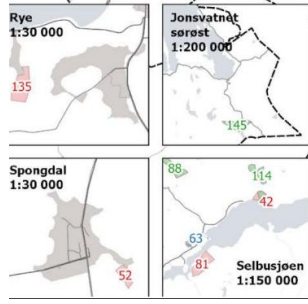 Rye
1:30 000
135
Jonsvatnet
sørøst
1:200 000
145
Spongdal
1:30 000
52
88
114
42
63
81
Selbusjøen
1:150 000